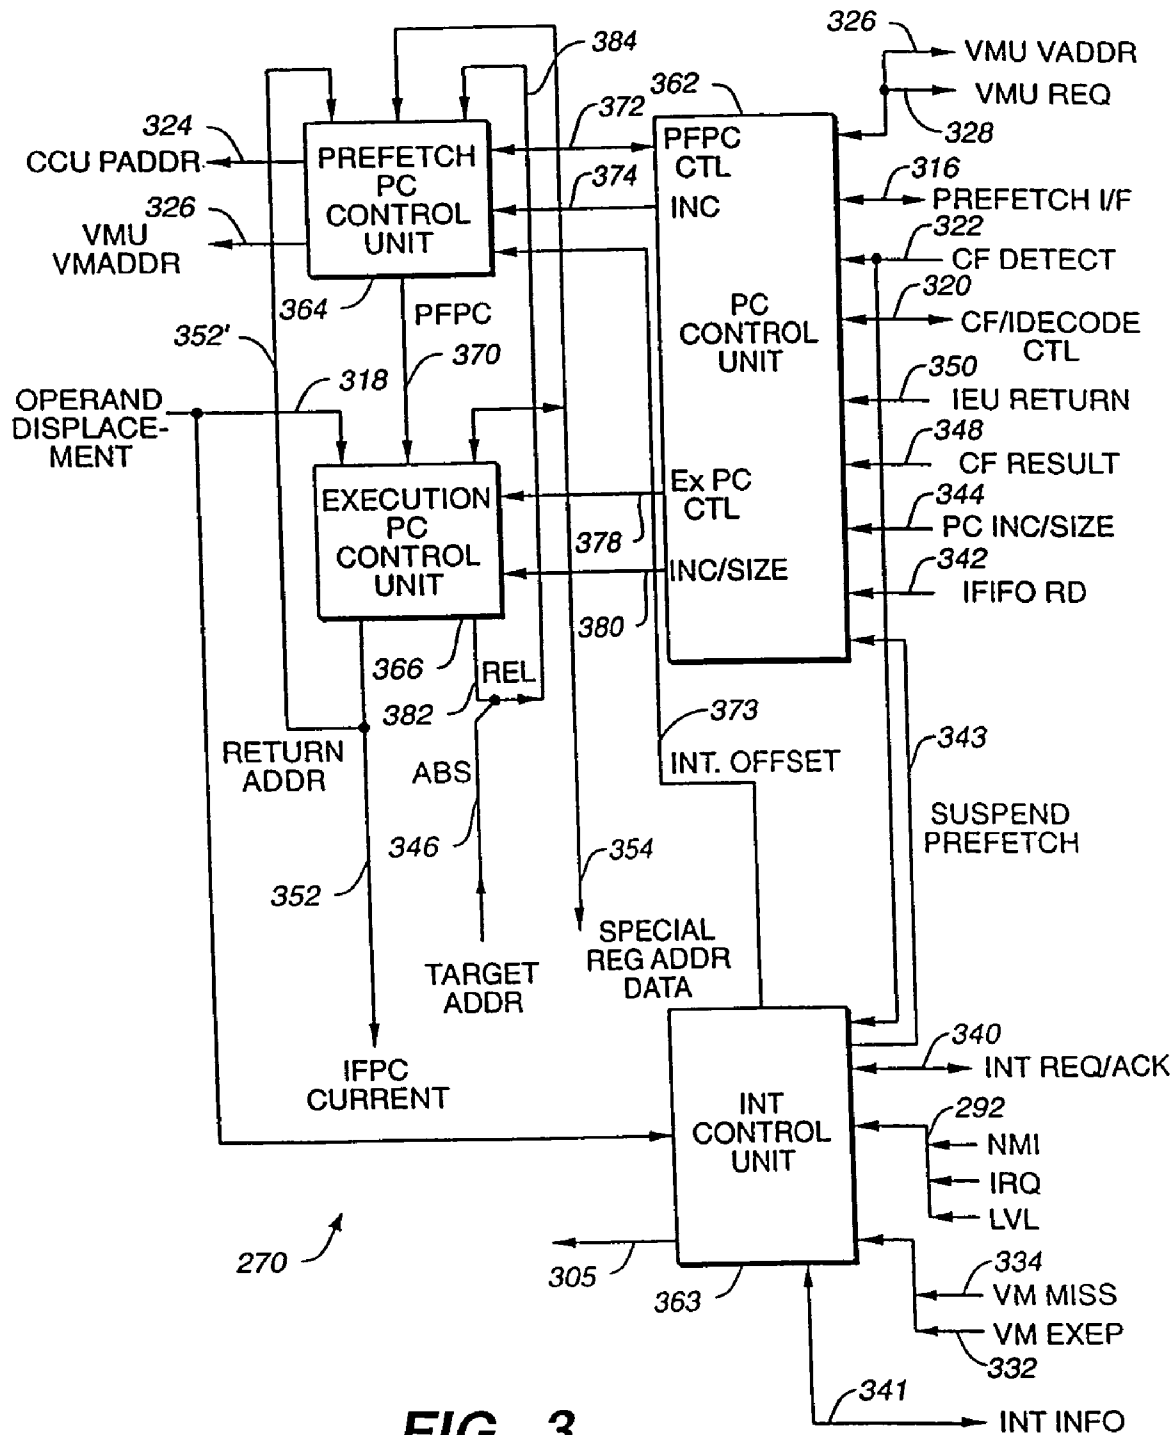 384
326
VMU VADDR
VMU REQ
328
324
CCU PADDR
326
VMU
VMADDR
PREFETCH
PC
CONTROL
UNIT
364
372
374
362
PFPC
CTL
INC
PC
CONTROL
UNIT
316
PREFETCH I/F
322
CF DETECT
320
CF/IDECODE
CTL
350
IEU RETURN
348
CF RESULT
344
PC INC/SIZE
342
IFIFO RD
352'
PFPC
370
318
OPERAND
DISPLACE-
MENT
EXECUTION
PC
CONTROL
UNIT
Ex PC
CTL
378
INC/SIZE
380
366
REL
382
RETURN
ADDR
ABS
346
352
373
INT. OFFSET
343
SUSPEND
PREFETCH
354
SPECIAL
REG ADDR
DATA
TARGET
ADDR
IFPC
CURRENT
340
INT REQ/ACK
INT
CONTROL
UNIT
292
NMI
IRQ
LVL
270
305
363
334
VM MISS
VM EXEP
332
341
INT INFO
FIG_3